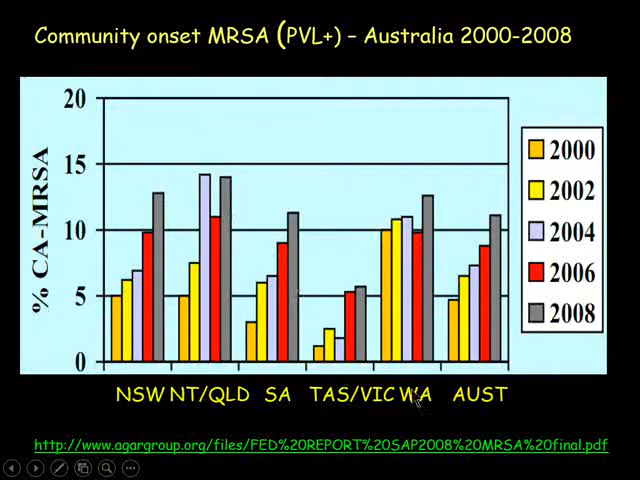 Community onset MRSA (PVL+) – Australia 2000-2008
20
15
10
5
0
% CA-MRSA
2000
2002
2004
2006
2008
NSW NT/QLD SA TAS/VIC WA AUST
http://www.agargroup.org/files/FED%20REPORT%20SAP2008%20MRSA%20final.pdf